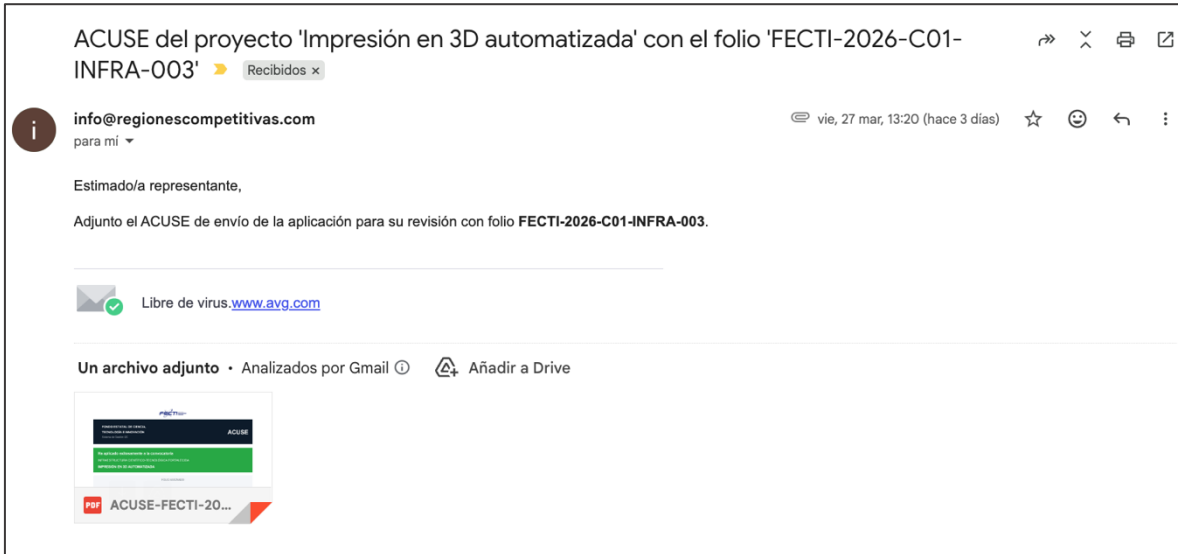 ACUSE del proyecto 'Impresión en 3D automatizada' con el folio 'FECTI-2026-C01-
INFRA-003' Recibidos ×
i
info@regionescompetitivas.com
vie, 27 mar, 13:20 (hace 3 días)
para mí
Estimado/a representante,
Adjunto el ACUSE de envío de la aplicación para su revisión con folio FECTI-2026-C01-INFRA-003.
Libre de virus.www.avg.com
Un archivo adjunto • Analizados por Gmail Añadir a Drive
FECTI
ACUSE
IMPRESIÓN EN 3D AUTOMATIZADA
PDF ACUSE-FECTI-20...